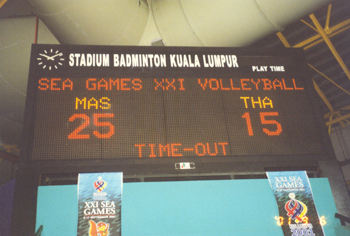 STADIUM BADMINTON KUALA LUMPUR
PLAY TIME
SEA GAMES XXI VOLLEYBALL
MAS THA
25 15
TIME-OUT
XXI SEA
GAMES
XXI SEA
GAMES